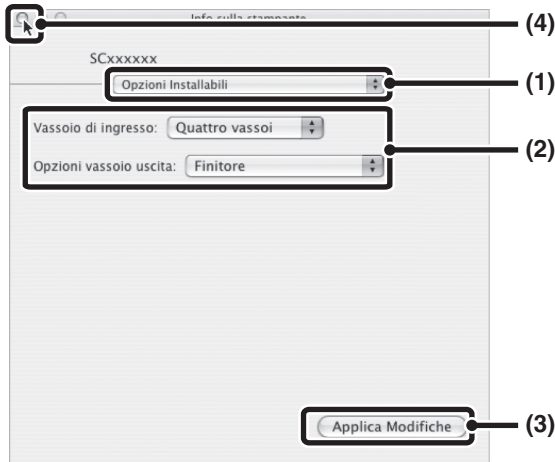 Info sulla stampante
(4)
SCxxxxxx
Opzioni Installabili
(1)
Vassoio di ingresso: Quattro vassoi
(2)
Opzioni vassoio uscita: Finitore
Applica Modifiche
(3)